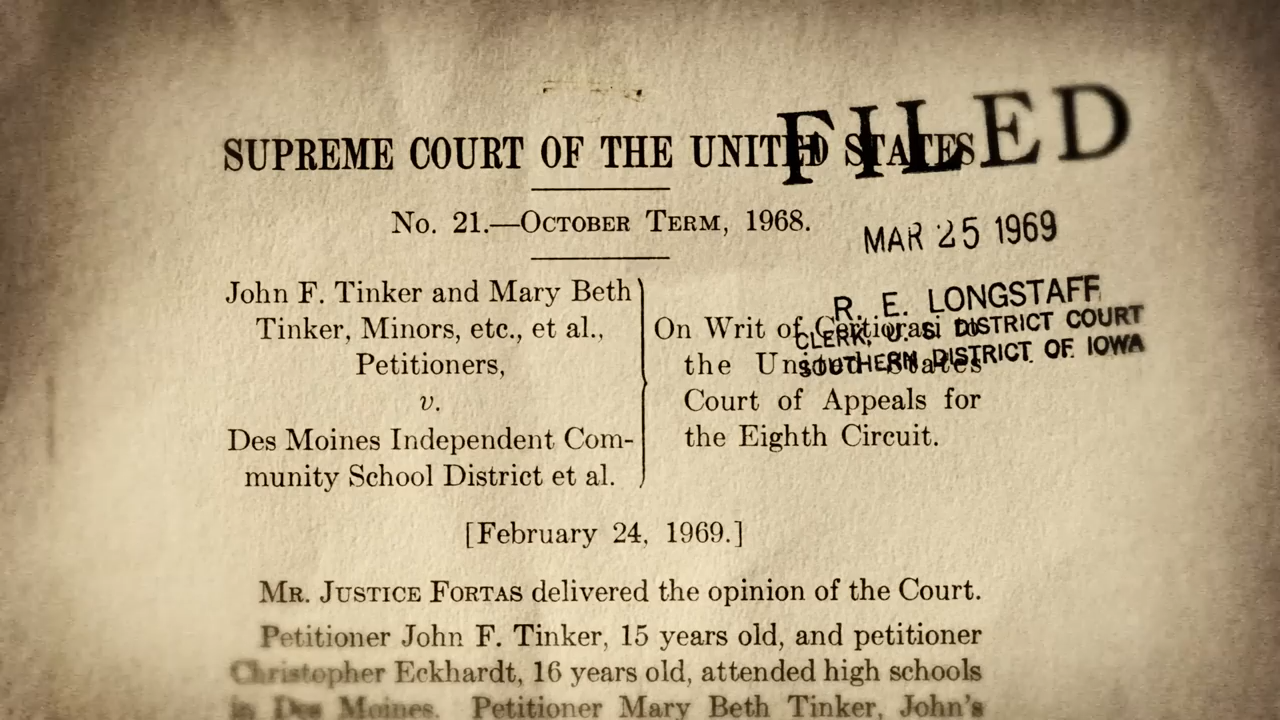 SUPREME COURT OF THE UNITED STATES
FILED
No. 21.—OCTOBER TERM, 1968.
MAR 25 1969
John F. Tinker and Mary Beth
Tinker, Minors, etc., et al.,
Petitioners,
v.
Des Moines Independent Com-
munity School District et al.
R. E. LONGSTAFF
CLERK, U. S. DISTRICT COURT
SOUTHERN DISTRICT OF IOWA
On Writ of Certiorari to
the United States
Court of Appeals for
the Eighth Circuit.
[February 24, 1969.]
MR. JUSTICE FORTAS delivered the opinion of the Court.
Petitioner John F. Tinker, 15 years old, and petitioner
Christopher Eckhardt, 16 years old, attended high schools
in Des Moines. Petitioner Mary Beth Tinker, John's